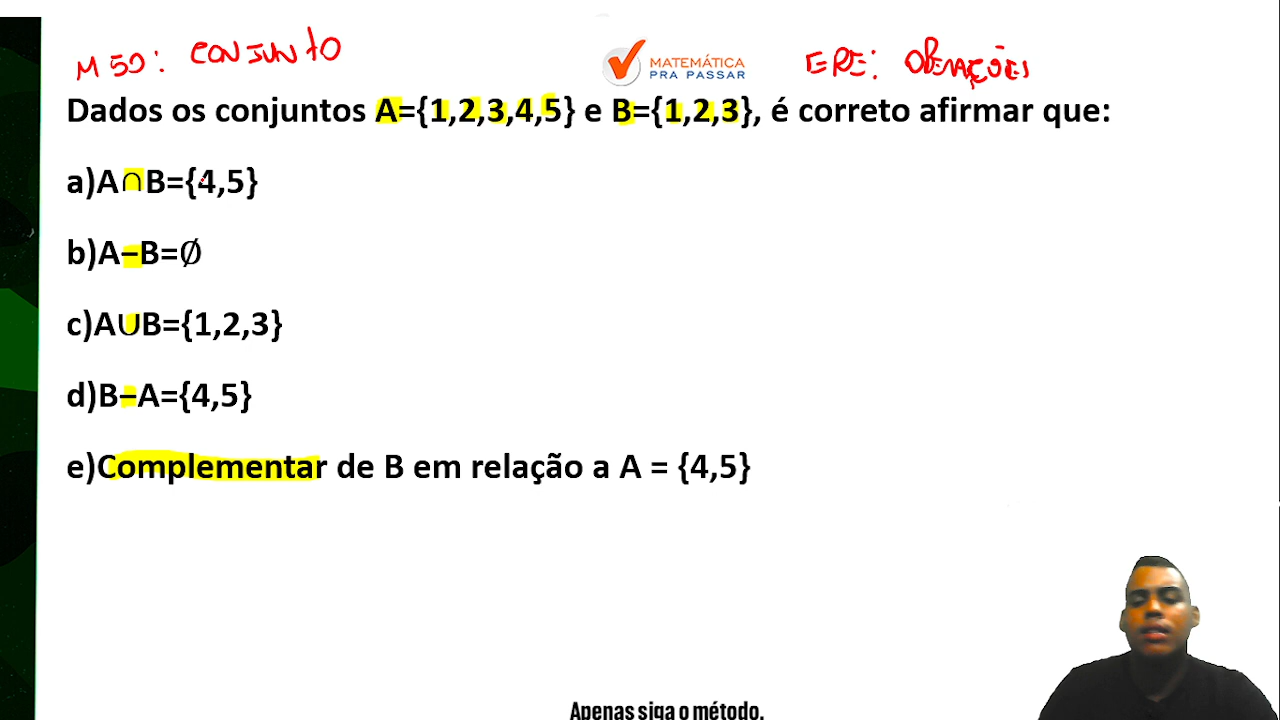 M50: CONJUNTO
MATEMÁTICA
PRA PASSAR
ERE: OPERAÇÕES
Dados os conjuntos A={1,2,3,4,5} e B={1,2,3}, é correto afirmar que:
a)A∩B={4,5}
b)A−B=∅
c)A∪B={1,2,3}
d)B−A={4,5}
e)Complementar de B em relação a A = {4,5}
Apenas siga o método.